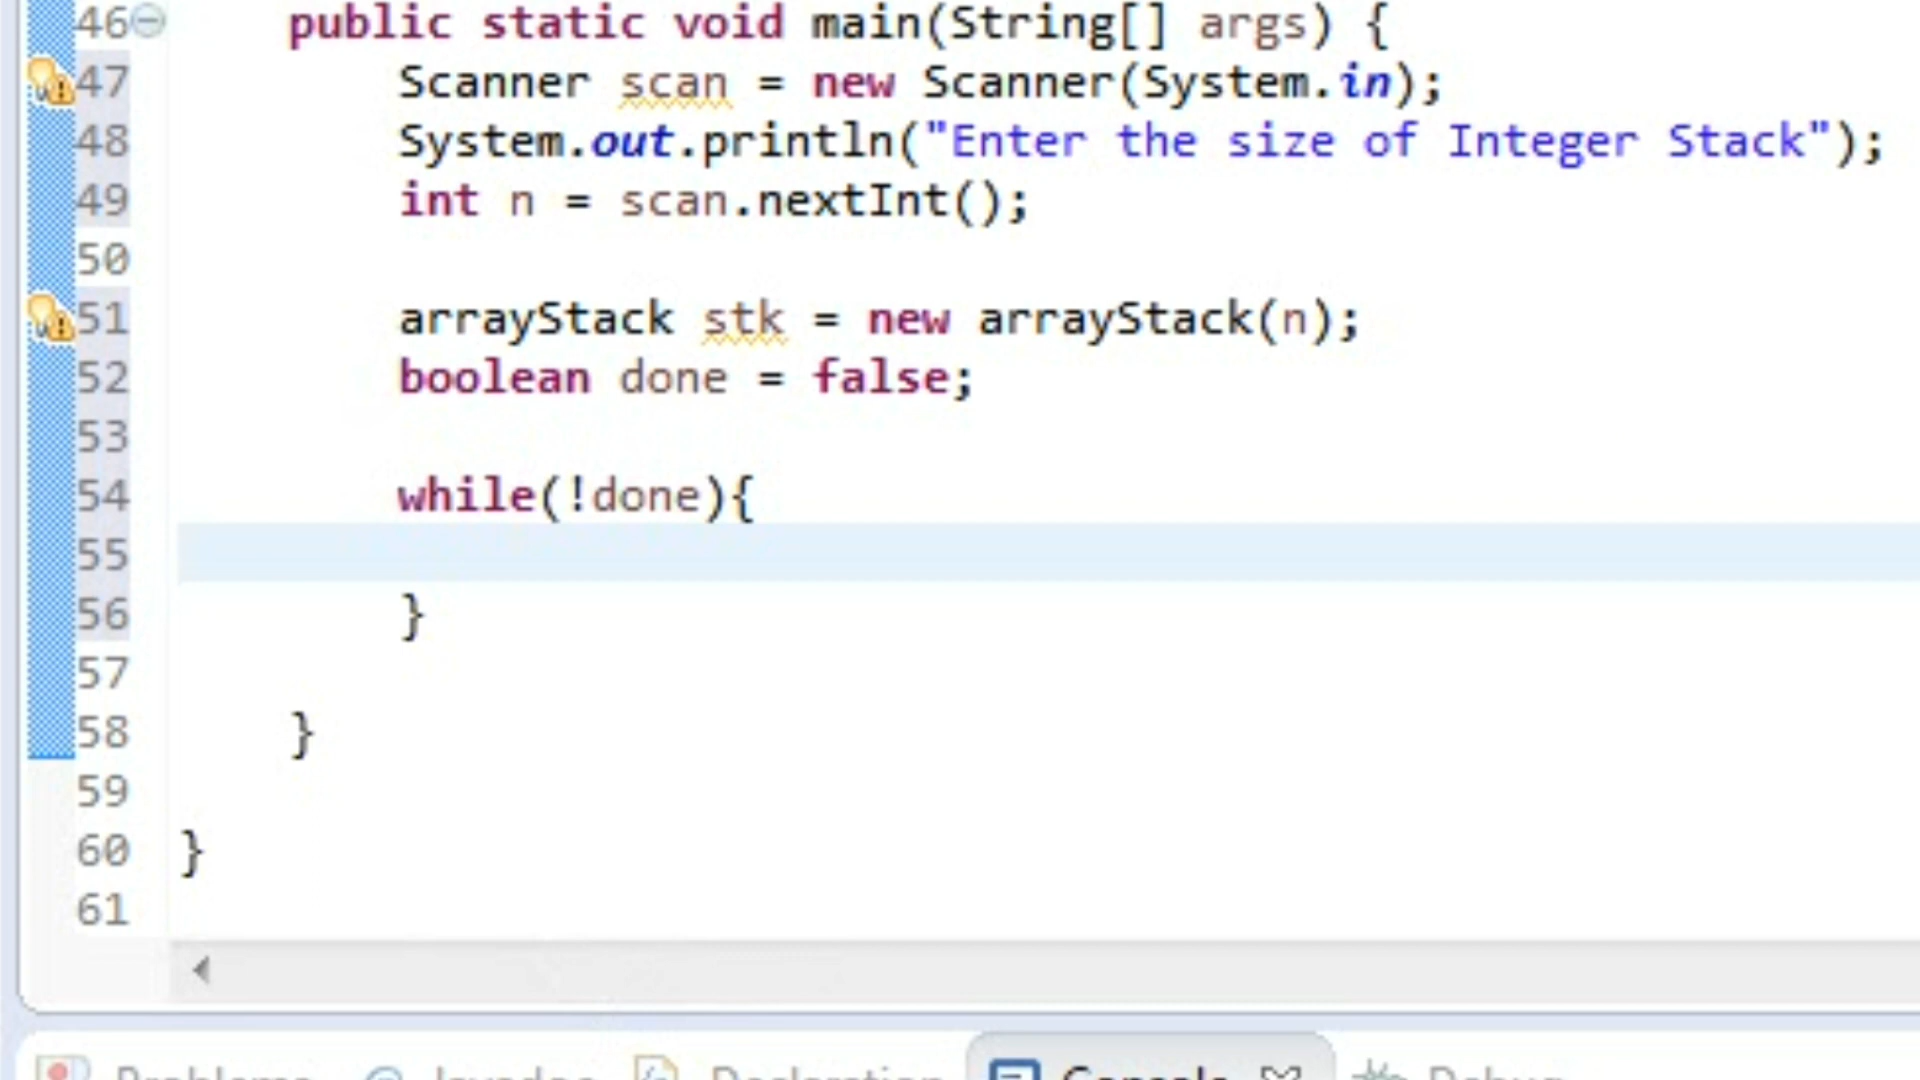 46 public static void main(String[] args) {
47 Scanner scan = new Scanner(System.in);
48 System.out.println("Enter the size of Integer Stack");
49 int n = scan.nextInt();
50
51 arrayStack stk = new arrayStack(n);
52 boolean done = false;
53
54 while(!done){
55
56 }
57
58 }
59
60 }
61
Problems Javadoc Declaration Console Debug